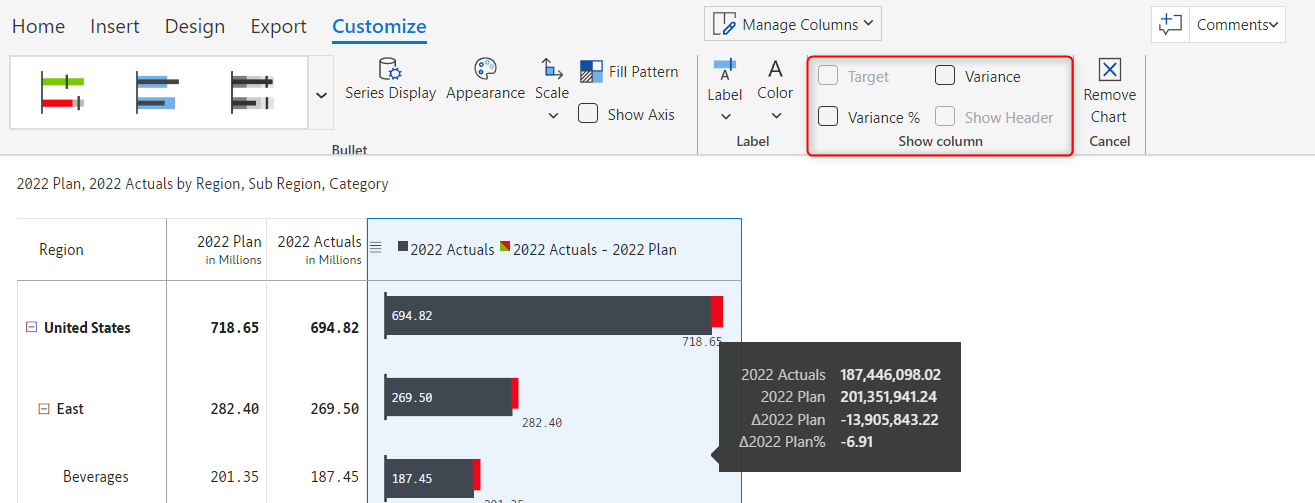 Home Insert Design Export Customize
Manage Columns
Comments
Series Display
Appearance
Scale
Fill Pattern
Show Axis
Bullet
Label
Color
Label
Target
Variance
Variance %
Show Header
Show column
Remove
Chart
Cancel
2022 Plan, 2022 Actuals by Region, Sub Region, Category
Region
2022 Plan
in Millions
2022 Actuals
in Millions
2022 Actuals 2022 Actuals - 2022 Plan
United States 718.65 694.82 694.82
718.65
East 282.40 269.50 269.50
282.40
Beverages 201.35 187.45 187.45
201.35
2022 Actuals 187,446,098.02
2022 Plan 201,351,941.24
Δ2022 Plan -13,905,843.22
Δ2022 Plan% -6.91